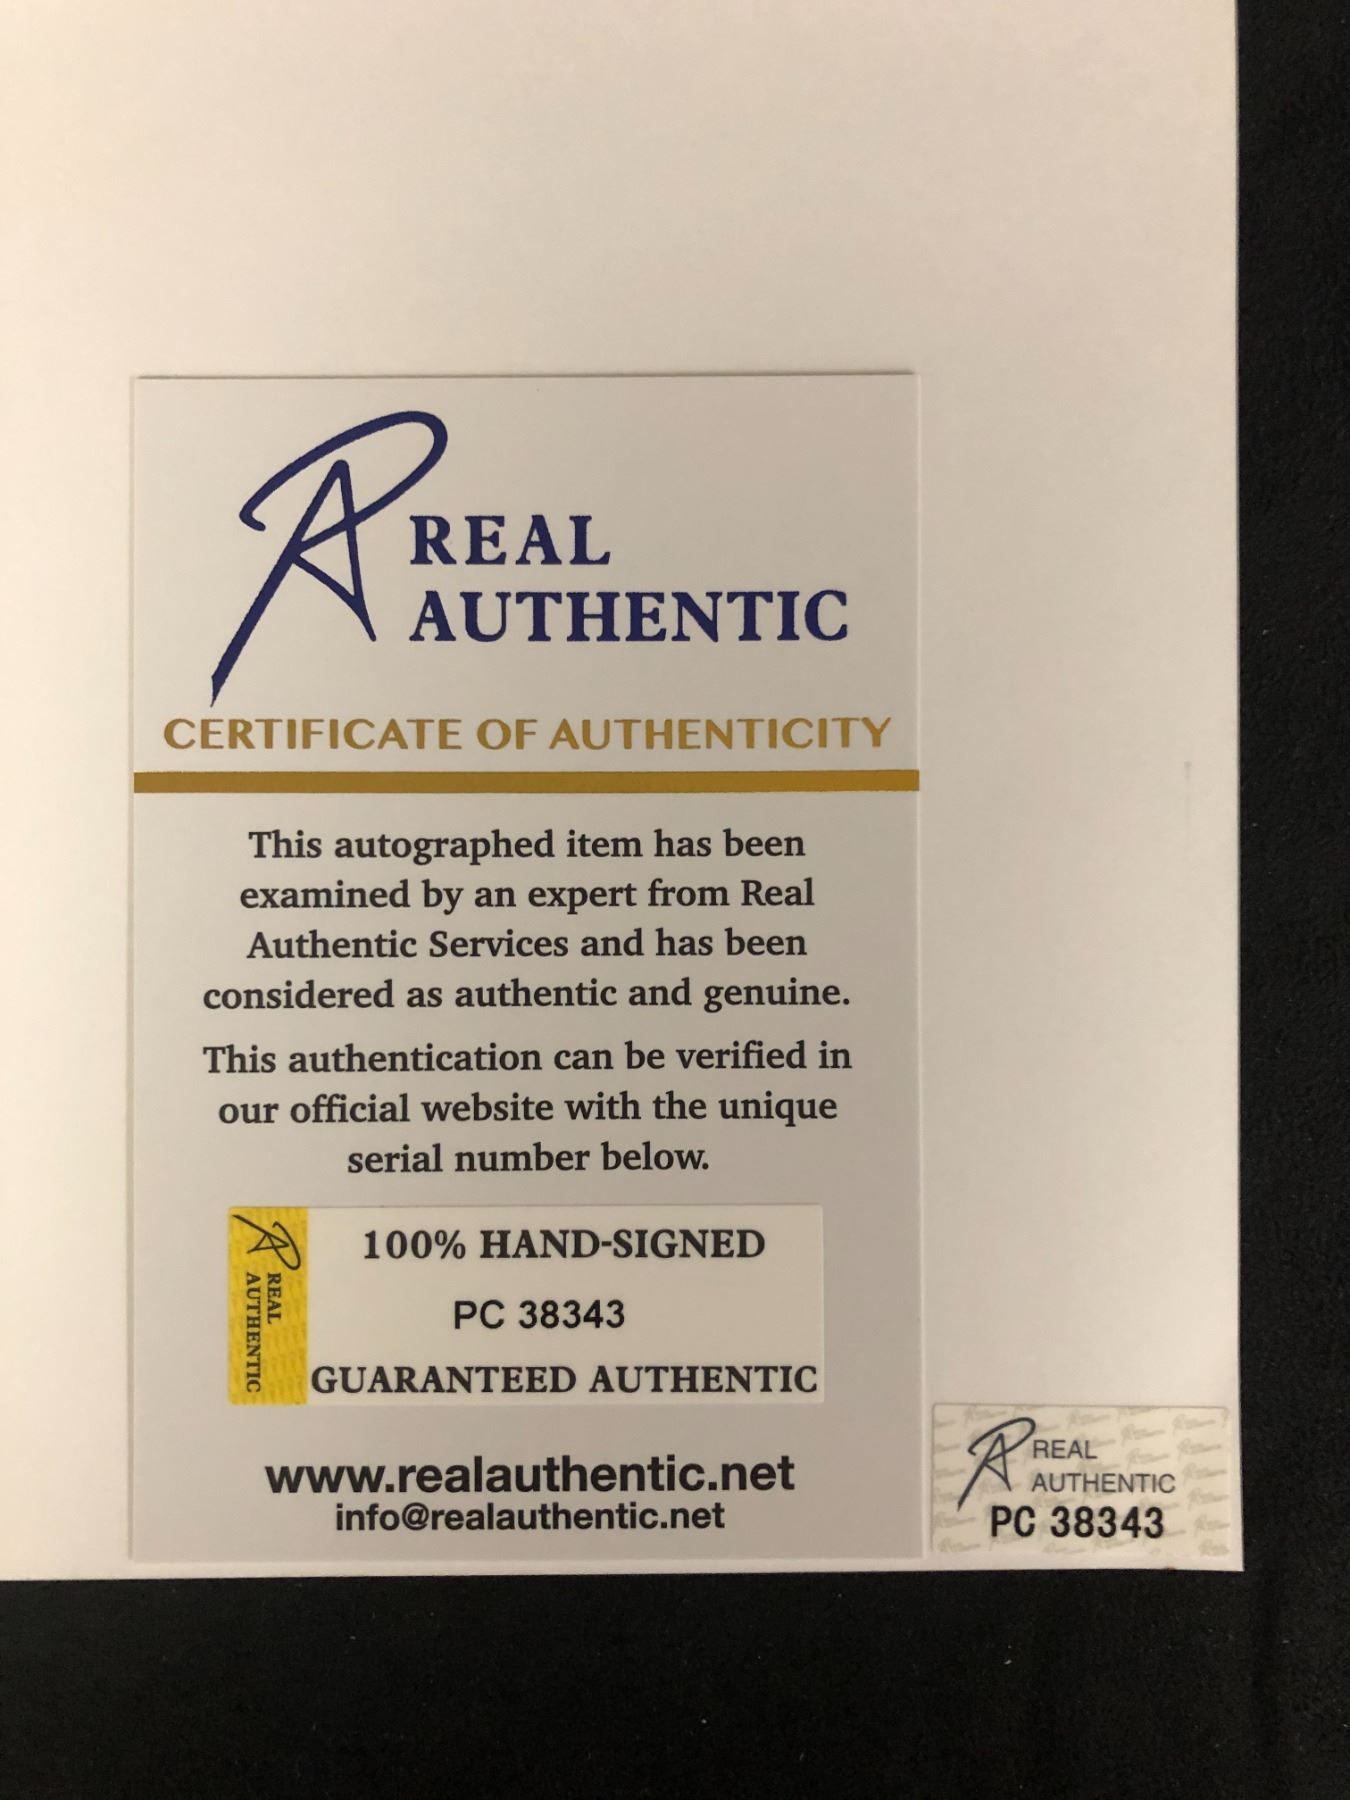 REAL
AUTHENTIC
CERTIFICATE OF AUTHENTICITY
This autographed item has been
examined by an expert from Real
Authentic Services and has been
considered as authentic and genuine.
This authentication can be verified in
our official website with the unique
serial number below.
REAL
AUTHENTIC
100% HAND-SIGNED
PC 38343
GUARANTEED AUTHENTIC
www.realauthentic.net
info@realauthentic.net
REAL
AUTHENTIC
PC 38343